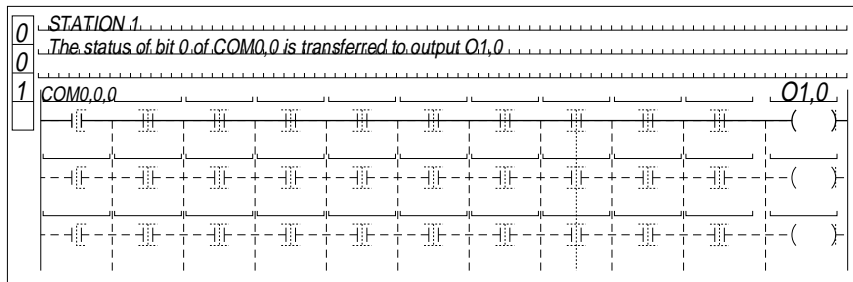 STATION 1
The status of bit 0 of COM0,0 is transferred to output O1,0
0
0
1
COM0,0,0
O1,0